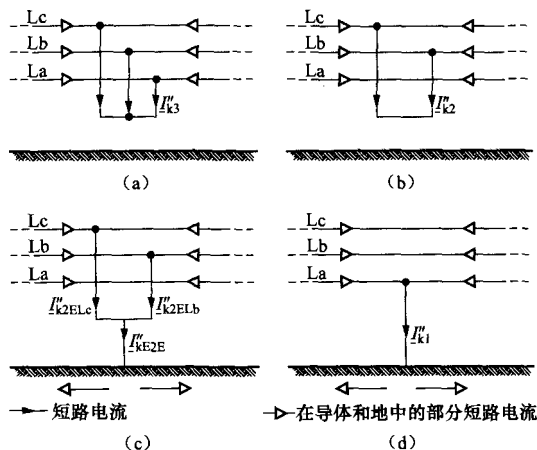 Lc
Lb
La
I″k3
(a)
Lc
Lb
La
I″k2
(b)
Lc
Lb
La
I″k2ELc
I″k2ELb
I″kE2E
短路电流
(c)
Lc
Lb
La
I″k1
在导体和地中的部分短路电流
(d)